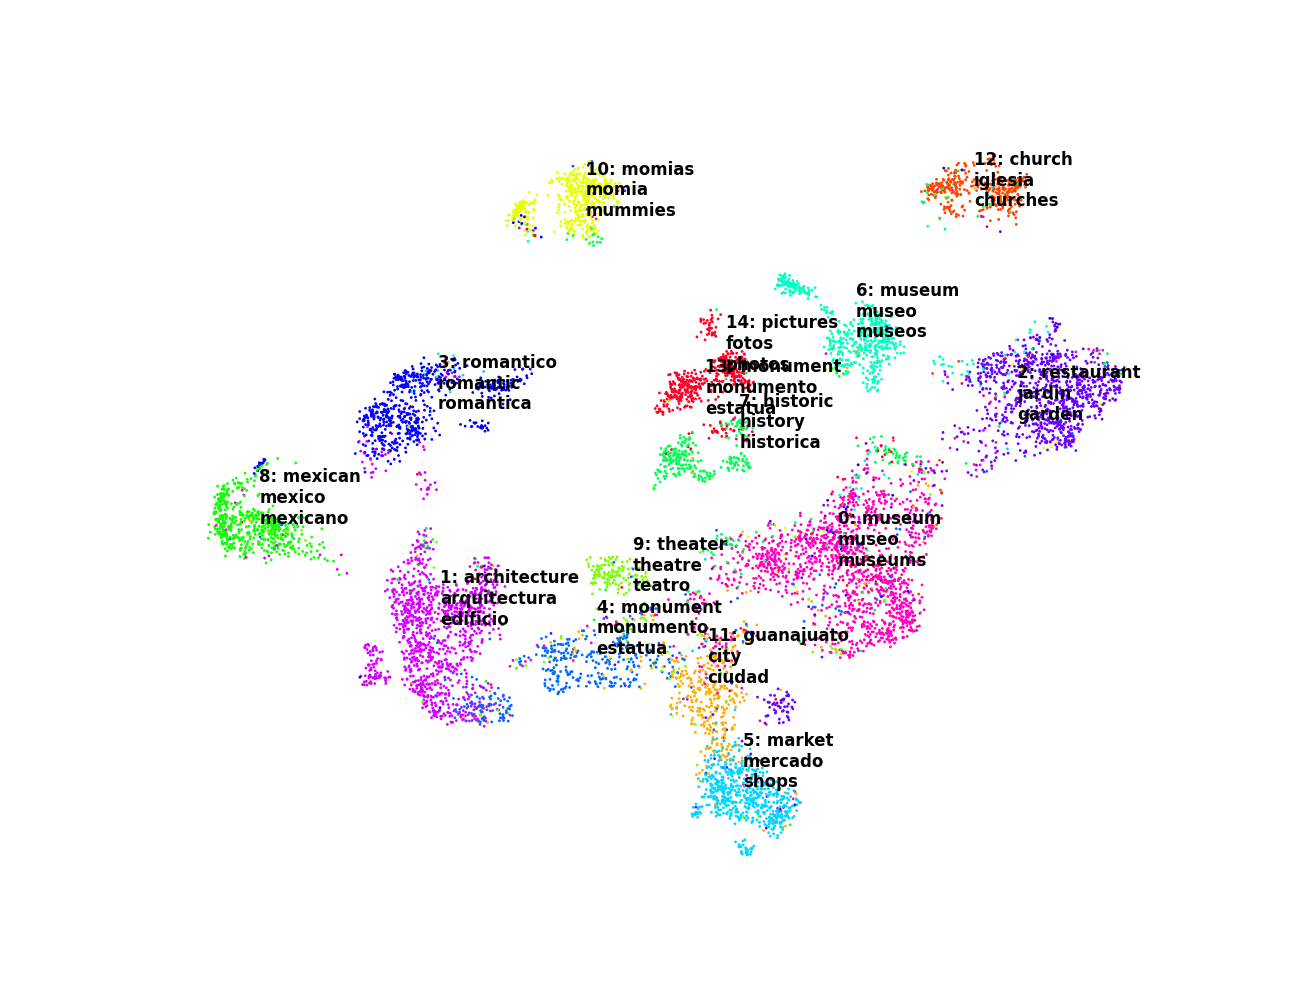 10: momias
momia
mummies
12: church
iglesia
churches
6: museum
museo
museos
14: pictures
fotos
photos
3: romantico
romantic
romantica
13: monument
monumento
estatua
2: restaurant
jardin
garden
7: historic
history
historica
8: mexican
mexico
mexicano
0: museum
museo
museums
9: theater
theatre
teatro
1: architecture
arquitectura
edificio
4: monument
monumento
estatua
11: guanajuato
city
ciudad
5: market
mercado
shops